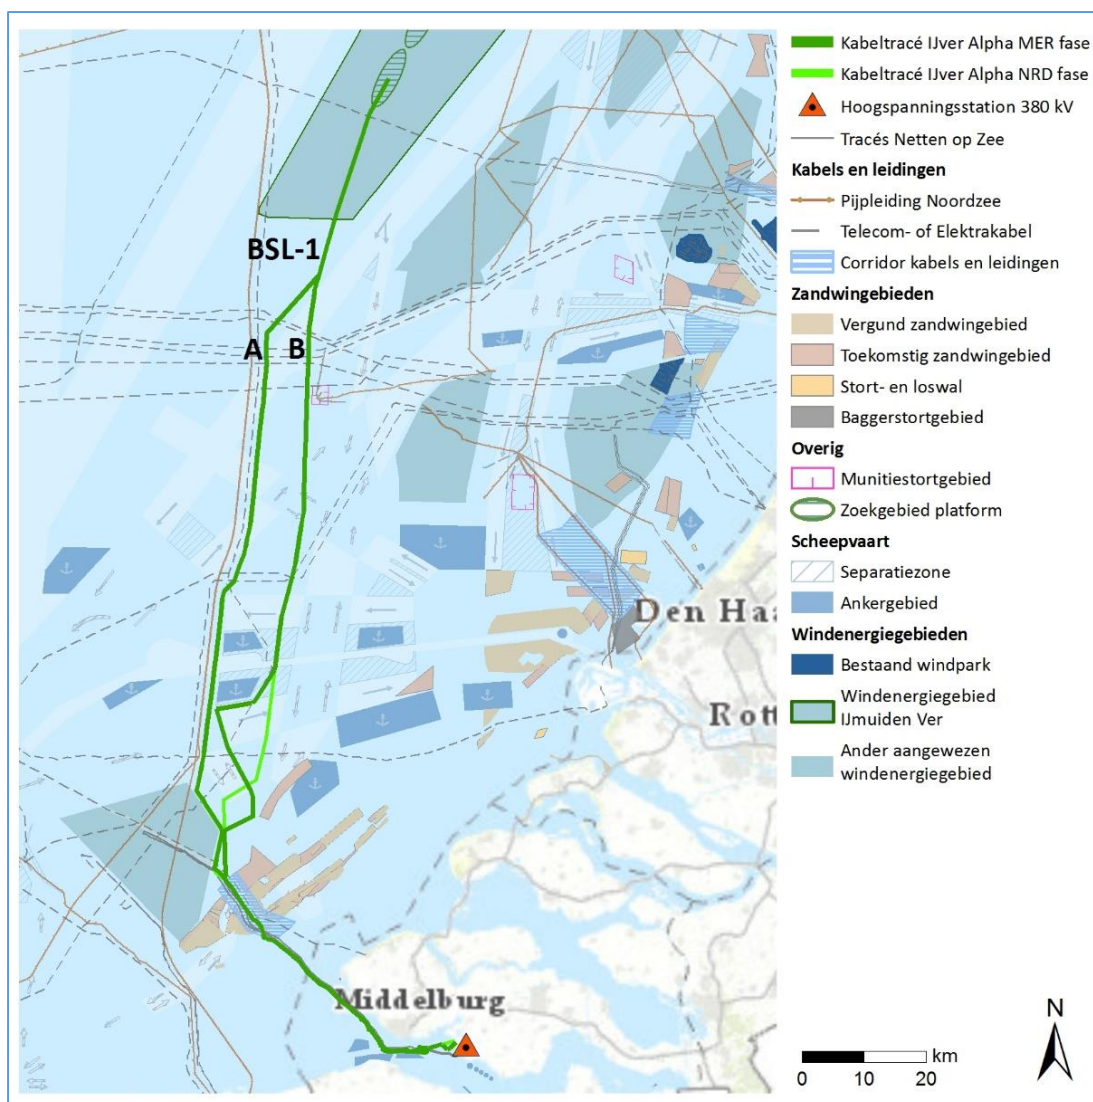 BSL-1
A
B
Den Haa
Rott
Middelburg
Kabeltracé IJver Alpha MER fase
Kabeltracé IJver Alpha NRD fase
Hoogspanningsstation 380 kV
Tracés Netten op Zee
Kabels en leidingen
Pijpleiding Noordzee
Telecom- of Elektrakabel
Corridor kabels en leidingen
Zandwingebieden
Vergund zandwingebied
Toekomstig zandwingebied
Stort- en loswal
Baggerstortgebied
Overig
Munitiestortgebied
Zoekgebied platform
Scheepvaart
Separatiezone
Ankergebied
Windenergiegebieden
Bestaand windpark
Windenergiegebied
IJmuiden Ver
Ander aangewezen
windenergiegebied
N
km
0 10 20